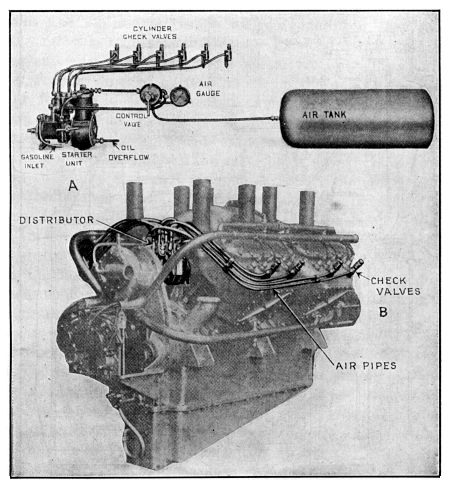 CYLINDER
CHECK VALVES
AIR
GAUGE
CONTROL
VALVE
AIR TANK
GASOLINE
INLET
STARTER
UNIT
OIL
OVERFLOW
A
DISTRIBUTOR
CHECK
VALVES
B
AIR PIPES